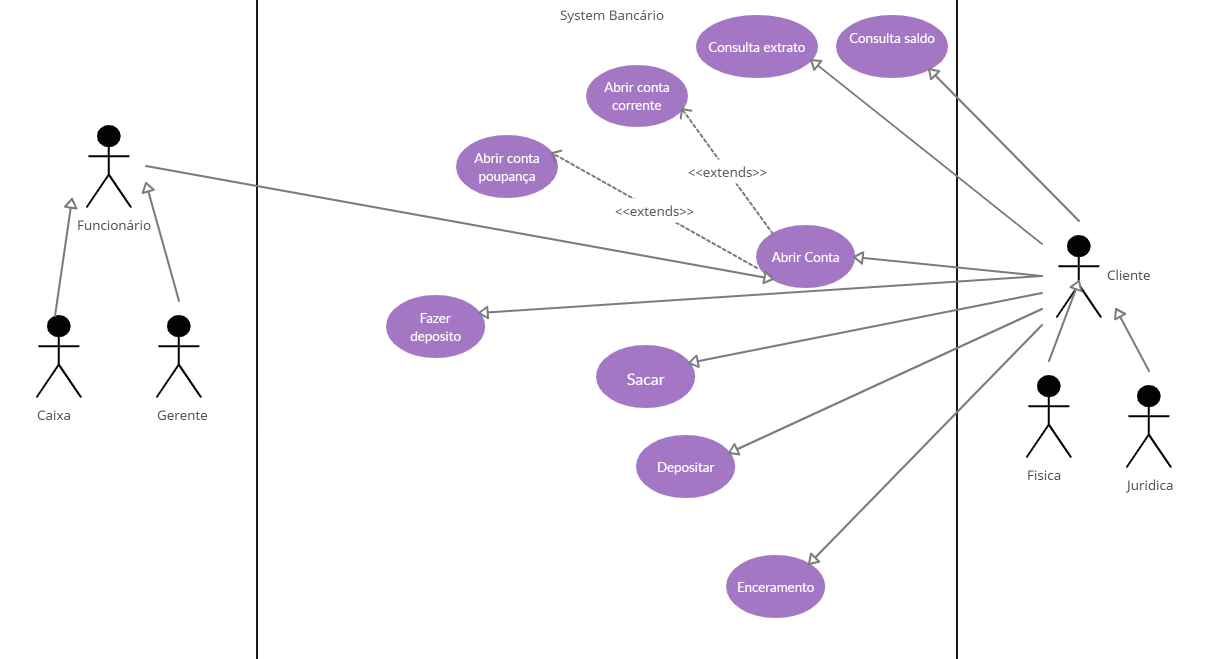 System Bancário
Consulta saldo
Consulta extrato
Abrir conta
corrente
Abrir conta
poupança
<<extends>>
<<extends>>
Funcionário
Abrir Conta
Cliente
Fazer
deposito
Sacar
Caixa
Gerente
Depositar
Fisica
Juridica
Enceramento